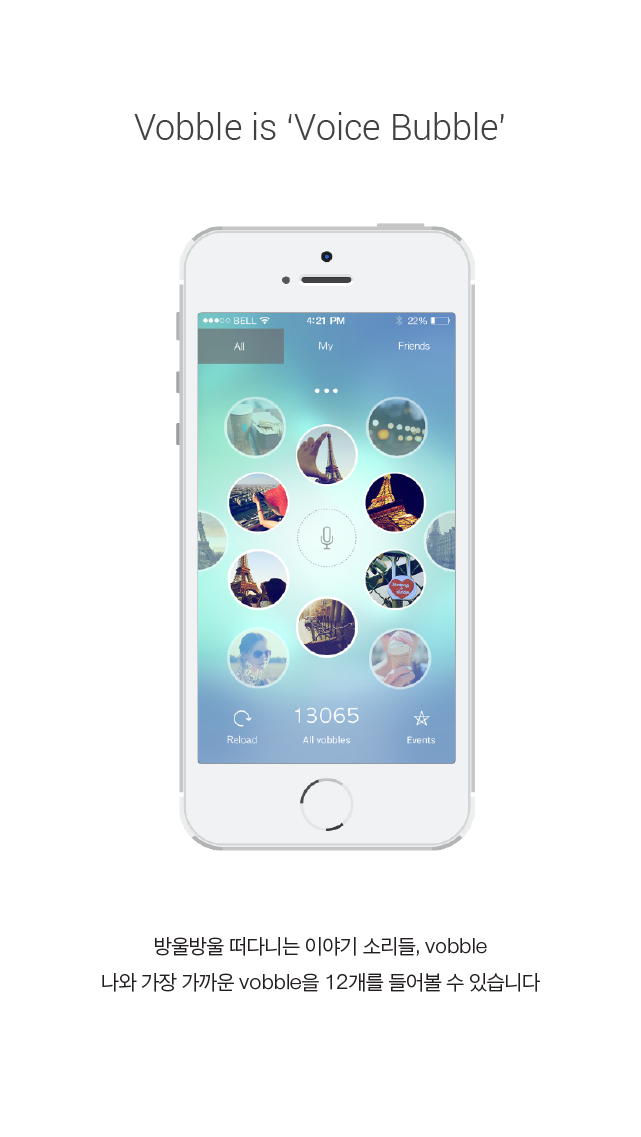 Vobble is ‘Voice Bubble’
BELL 4:21 PM 22%
All My Friends
13065
Reload All vobbles Events
방울방울 떠다니는 이야기 소리들, vobble
나와 가장 가까운 vobble을 12개를 들어볼 수 있습니다